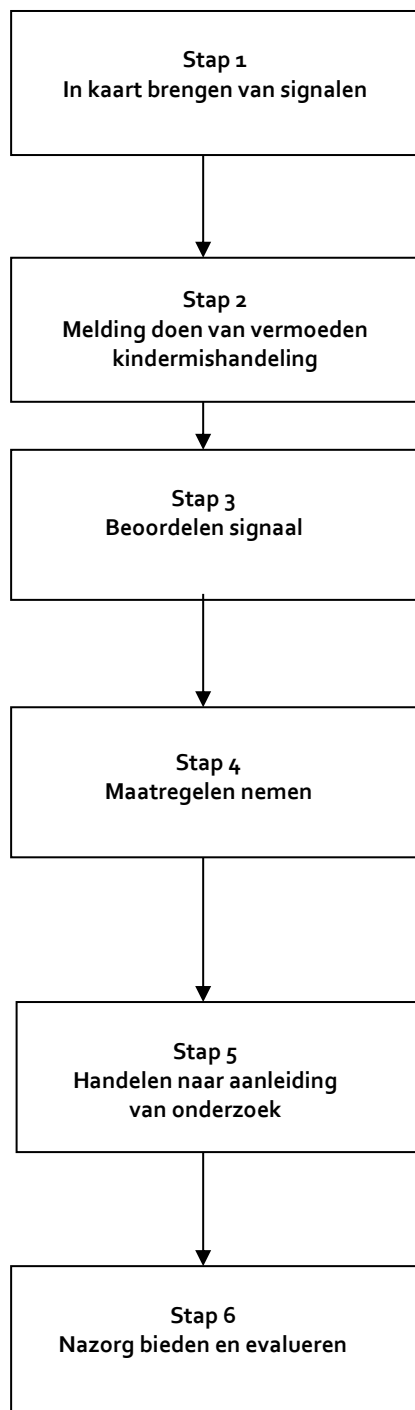 Stap 1
In kaart brengen van signalen
Stap 2
Melding doen van vermoeden
kindermishandeling
Stap 3
Beoordelen signaal
Stap 4
Maatregelen nemen
Stap 5
Handelen naar aanleiding
van onderzoek
Stap 6
Nazorg bieden en evalueren